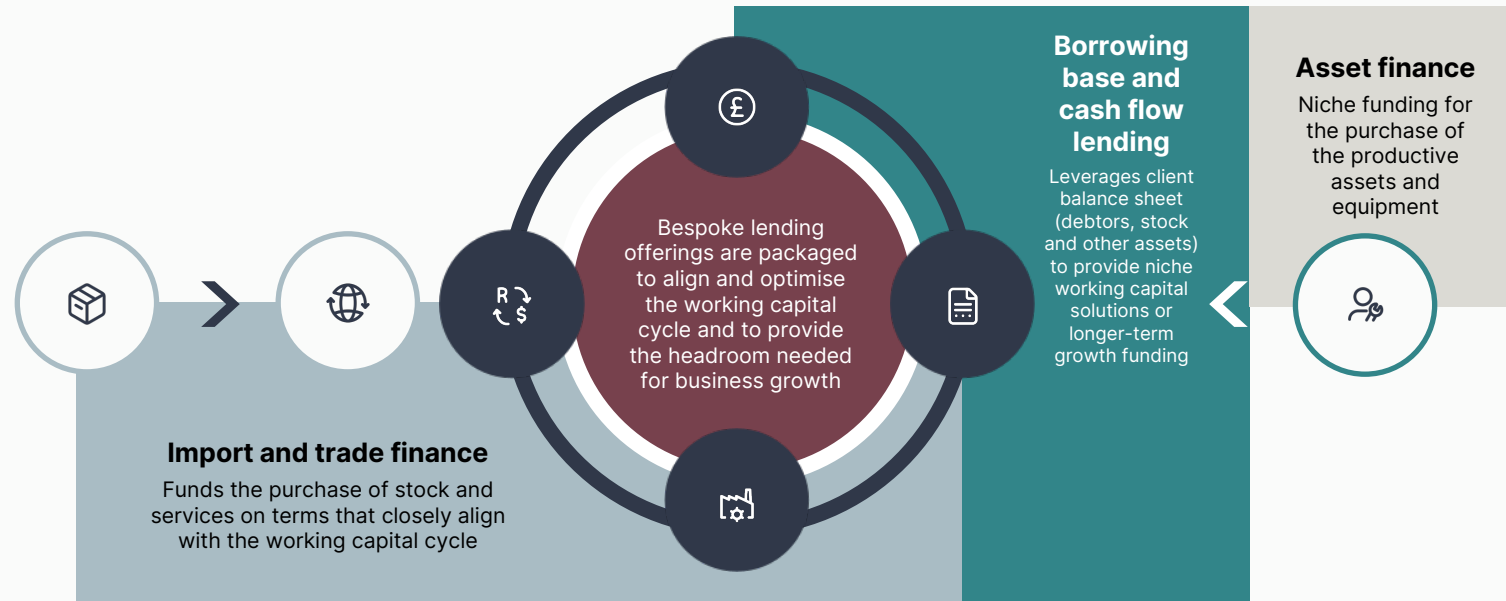 Borrowing
base and
cash flow
lending
Leverages client
balance sheet
(debtors, stock
and other assets)
to provide niche
working capital
solutions or
longer-term
growth funding
Asset finance
Niche funding for
the purchase of
the productive
assets and
equipment
£
R
$
Bespoke lending
offerings are packaged
to align and optimise
the working capital
cycle and to provide
the headroom needed
for business growth
Import and trade finance
Funds the purchase of stock and
services on terms that closely align
with the working capital cycle